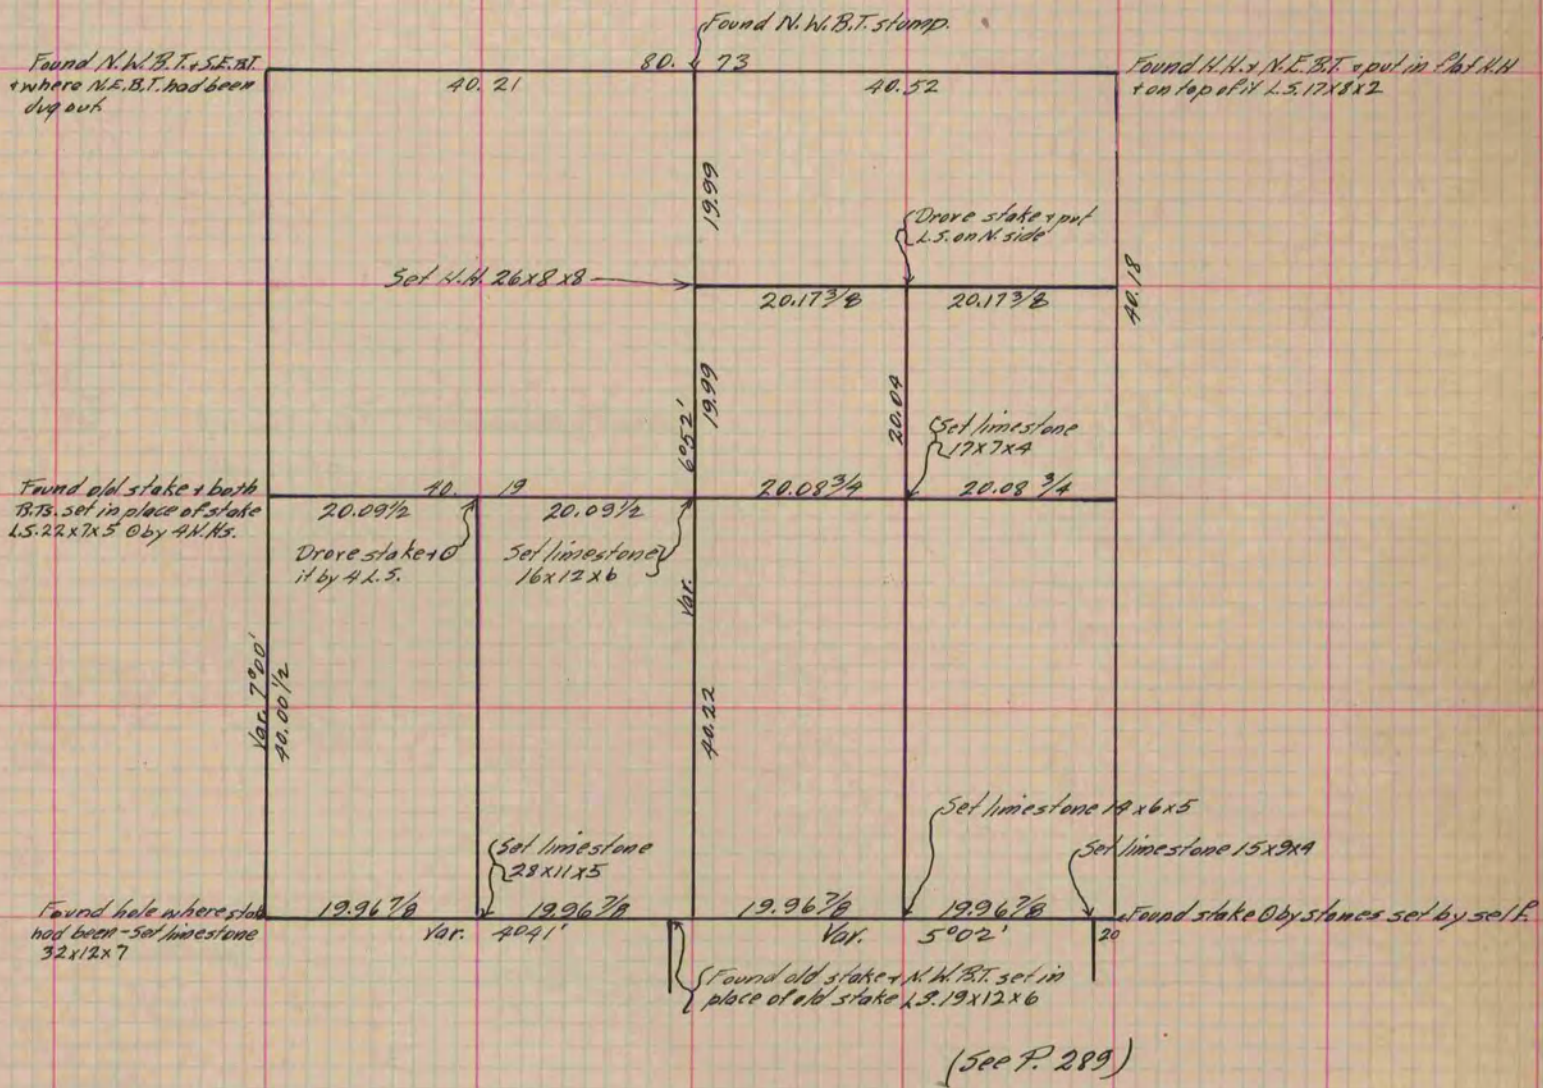 Found N.W.B.T. stump.
Found N.W.B.T. + S.E.B.T.
+ where N.E.B.T. had been
dug out
80. 73
40.21
40.52
Found H.H. + N.E.B.T. + put in flat H.H
+ on top of it L.S. 17x8x2
19.99
Drove stake + put
L.S. on N. side
Set H.H. 26x8x8
20.17 3/8
20.17 3/8
40.18
19.99
6°52'
20.04
Set limestone
17x7x4
Found old stake + both
B.Ts. set in place of stake
L.S. 22x7x5 ⊙ by 4 H.Hs.
40. 19
20.09 1/2
20.09 1/2
20.08 3/4
20.08 3/4
Drove stake + ⊙
it by 4 L.S.
Set limestone
16x12x6
Var.
Var. 7°00'
40.00 1/2
40.22
Set limestone 14x6x5
Set limestone
28x11x5
Set limestone 15x9x4
Found hole where stake
had been - Set limestone
32x12x7
19.96 7/8
19.96 7/8
19.96 7/8
19.96 7/8
Found stake ⊙ by stones set by self.
Var. 4°41'
Var. 5°02'
20
Found old stake + N.W.B.T. set in
place of old stake L.S. 19x12x6
(See P. 289)